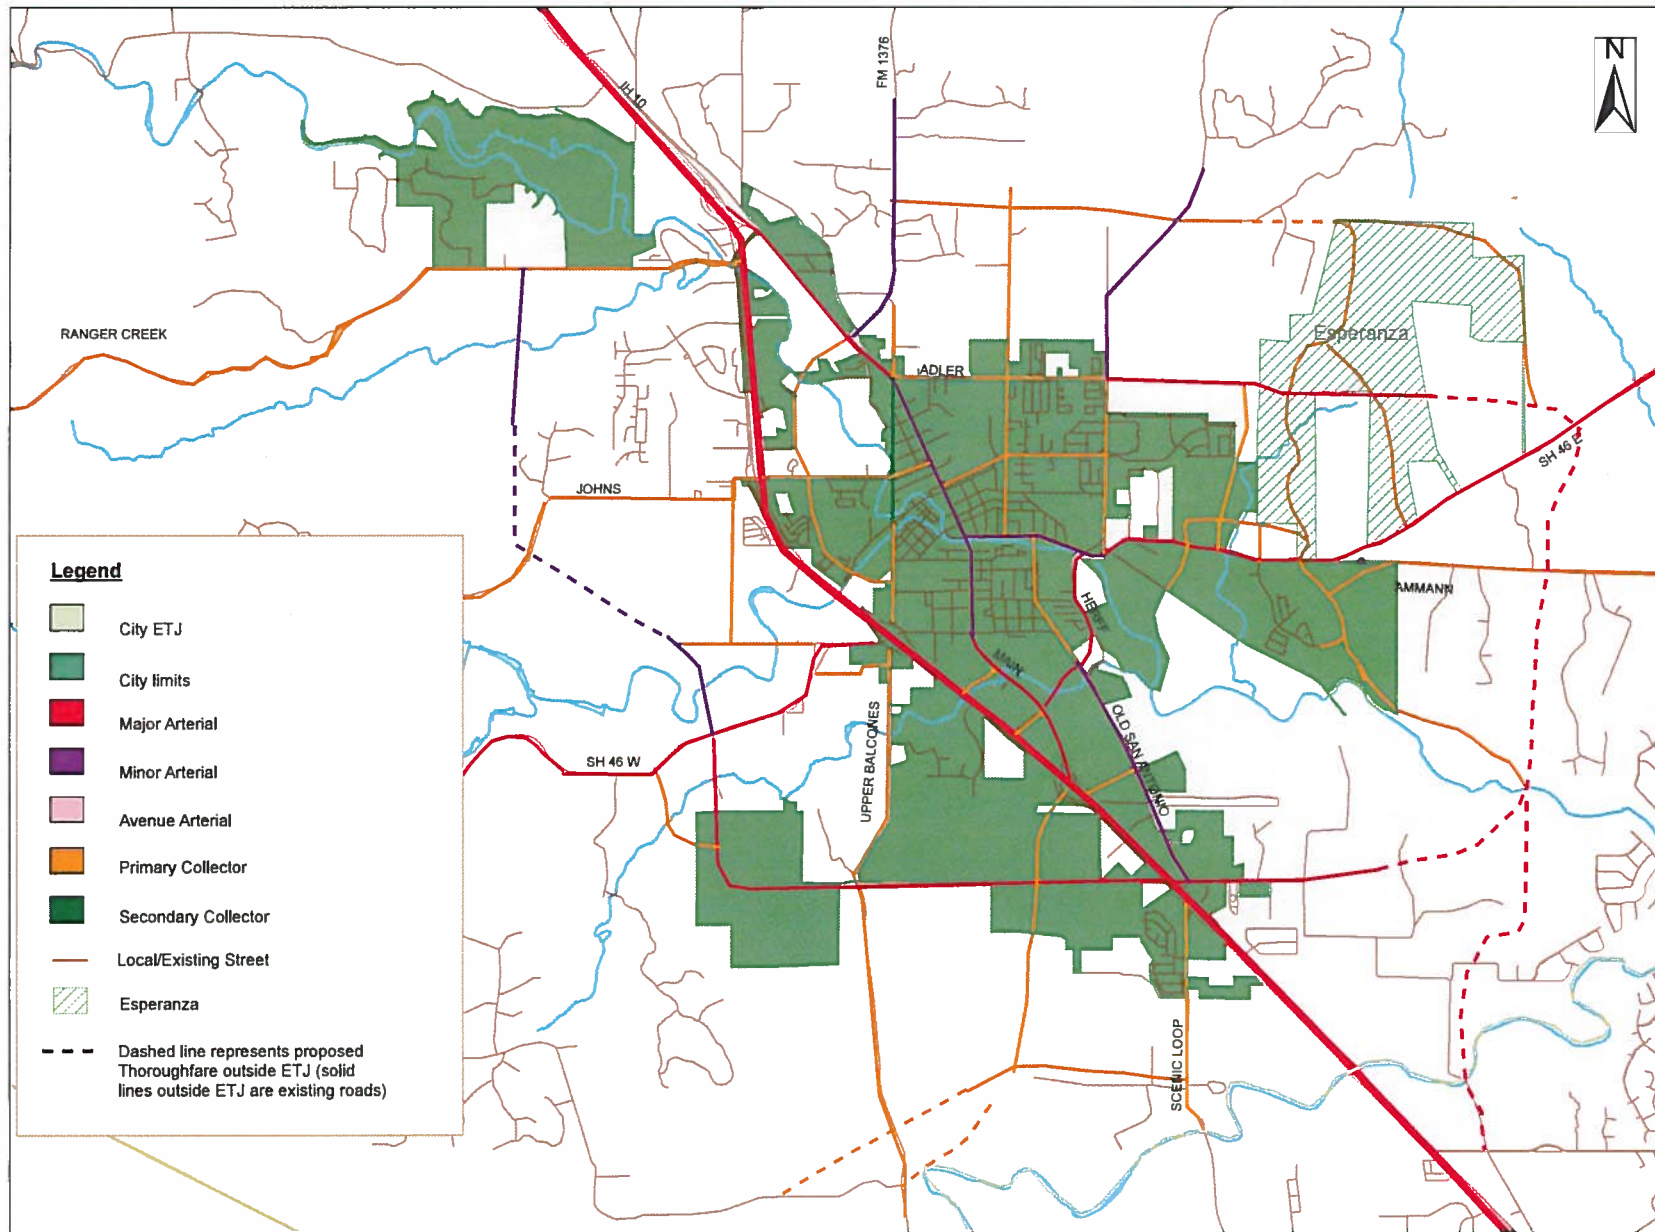 N
FM 1376
IH 10
RANGER CREEK
Esperanza
ADLER
SH 46 E
JOHNS
AMMANN
HERFF
MAIN
OLD SAN ANTONIO
UPPER BALCONES
SH 46 W
SCENIC LOOP
Legend
City ETJ
City limits
Major Arterial
Minor Arterial
Avenue Arterial
Primary Collector
Secondary Collector
Local/Existing Street
Esperanza
Dashed line represents proposed
Thoroughfare outside ETJ (solid
lines outside ETJ are existing roads)